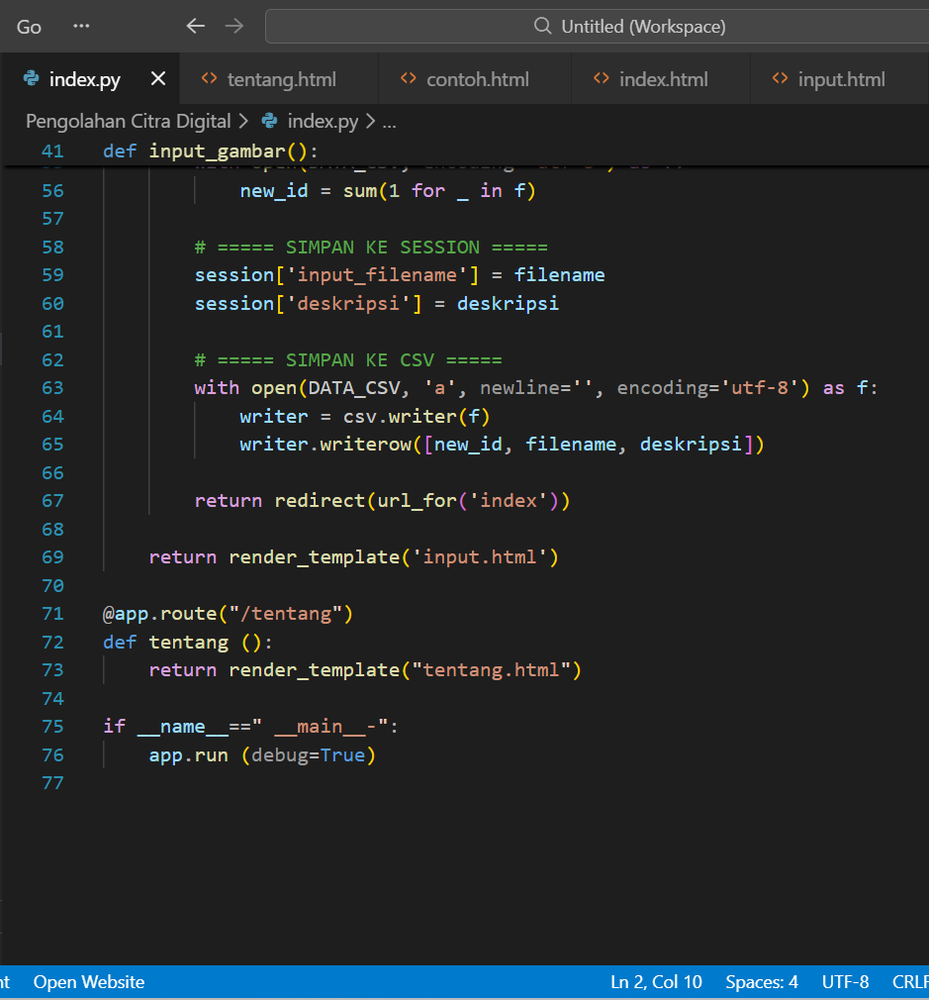 Go ...
Untitled (Workspace)
index.py tentang.html contoh.html index.html input.html
Pengolahan Citra Digital > index.py > ...
41 def input_gambar():
56 new_id = sum(1 for _ in f)
57
58 # ===== SIMPAN KE SESSION =====
59 session['input_filename'] = filename
60 session['deskripsi'] = deskripsi
61
62 # ===== SIMPAN KE CSV =====
63 with open(DATA_CSV, 'a', newline='', encoding='utf-8') as f:
64 writer = csv.writer(f)
65 writer.writerow([new_id, filename, deskripsi])
66
67 return redirect(url_for('index'))
68
69 return render_template('input.html')
70
71 @app.route("/tentang")
72 def tentang ():
73 return render_template("tentang.html")
74
75 if __name__==" __main__-":
76 app.run (debug=True)
77
Open Website Ln 2, Col 10 Spaces: 4 UTF-8